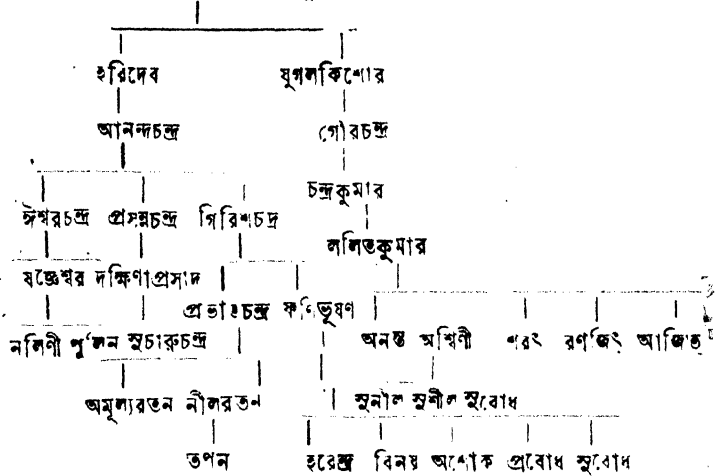 হরিদেব যুগলকিশোর
আনন্দচন্দ্র গৌরচন্দ্র
চন্দ্রকুমার
ঈশ্বরচন্দ্র প্রসন্নচন্দ্র গিরিশচন্দ্র
ললিতকুমার
যজ্ঞেশ্বর দক্ষিণাপ্রসাদ
প্রভাতচন্দ্র ফণিভূষণ
নলিনী পুলিন সুচারুচন্দ্র অনন্ত অশ্বিণী শরৎ রণজিৎ আজিত
অমূল্যরতন নীলরতন সুনীল সুশীল সুবোধ
তপন হরেন্দ্র বিনয় অশোক প্রবোধ সুবোধ